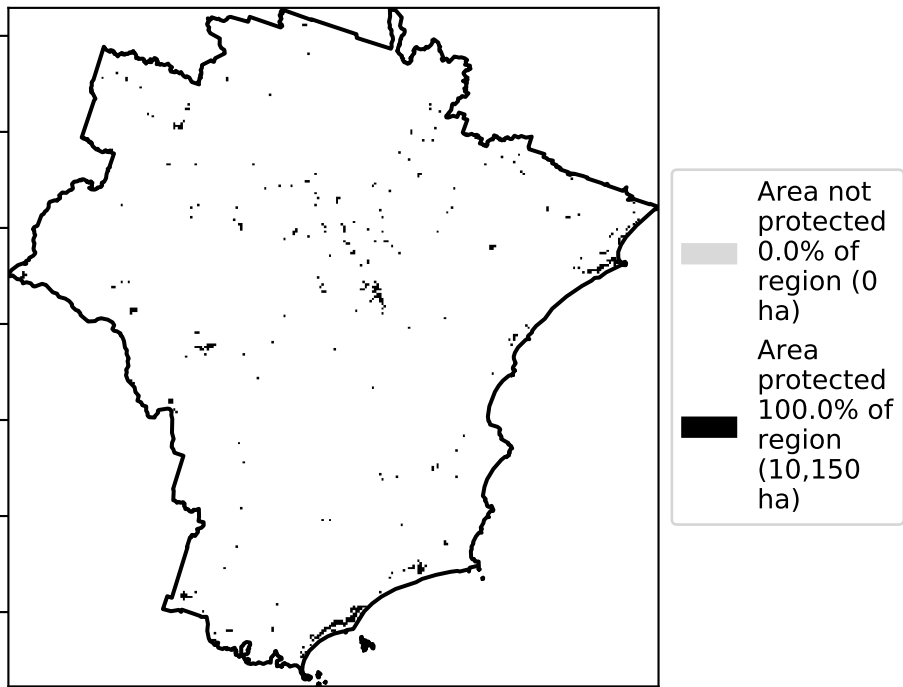 Area not
protected
0.0% of
region (0
ha)
Area
protected
100.0% of
region
(10,150
ha)